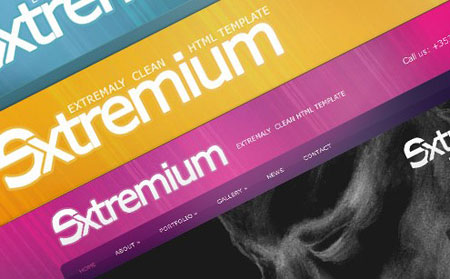 xtrem
EXTREMALY CLEAN HTML TEMPLATE
Sxtremium
Call us: +35
Sxtremium
EXTREMALY CLEAN HTML TEMPLATE
HOME ABOUT PORTFOLIO GALLERY NEWS CONTACT
Sxt